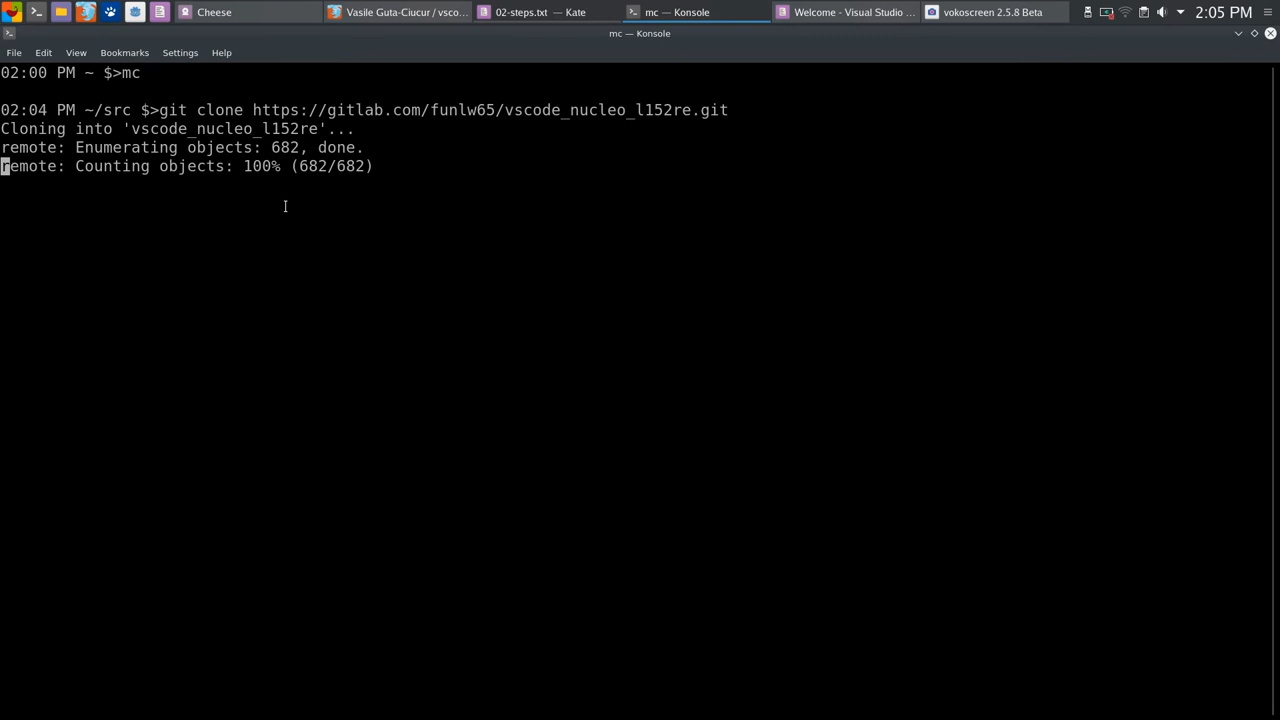 Cheese
Vasile Guta-Ciucur / vsco...
02-steps.txt — Kate
mc — Konsole
Welcome - Visual Studio ...
vokoscreen 2.5.8 Beta
2:05 PM
mc — Konsole
File Edit View Bookmarks Settings Help
02:00 PM ~ $>mc
02:04 PM ~/src $>git clone https://gitlab.com/funlw65/vscode_nucleo_l152re.git
Cloning into 'vscode_nucleo_l152re'...
remote: Enumerating objects: 682, done.
remote: Counting objects: 100% (682/682)